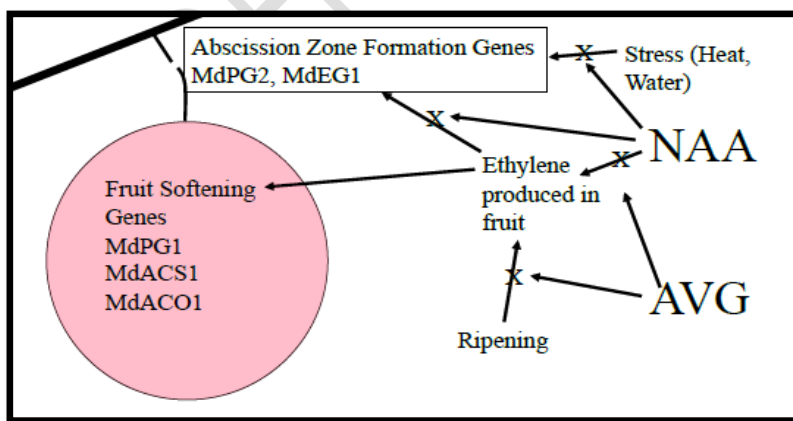 Abscission Zone Formation Genes
MdPG2, MdEG1
Stress (Heat,
Water)
X
X
NAA
X
Ethylene
produced in
fruit
Fruit Softening
Genes
MdPG1
MdACS1
MdACO1
X
AVG
Ripening